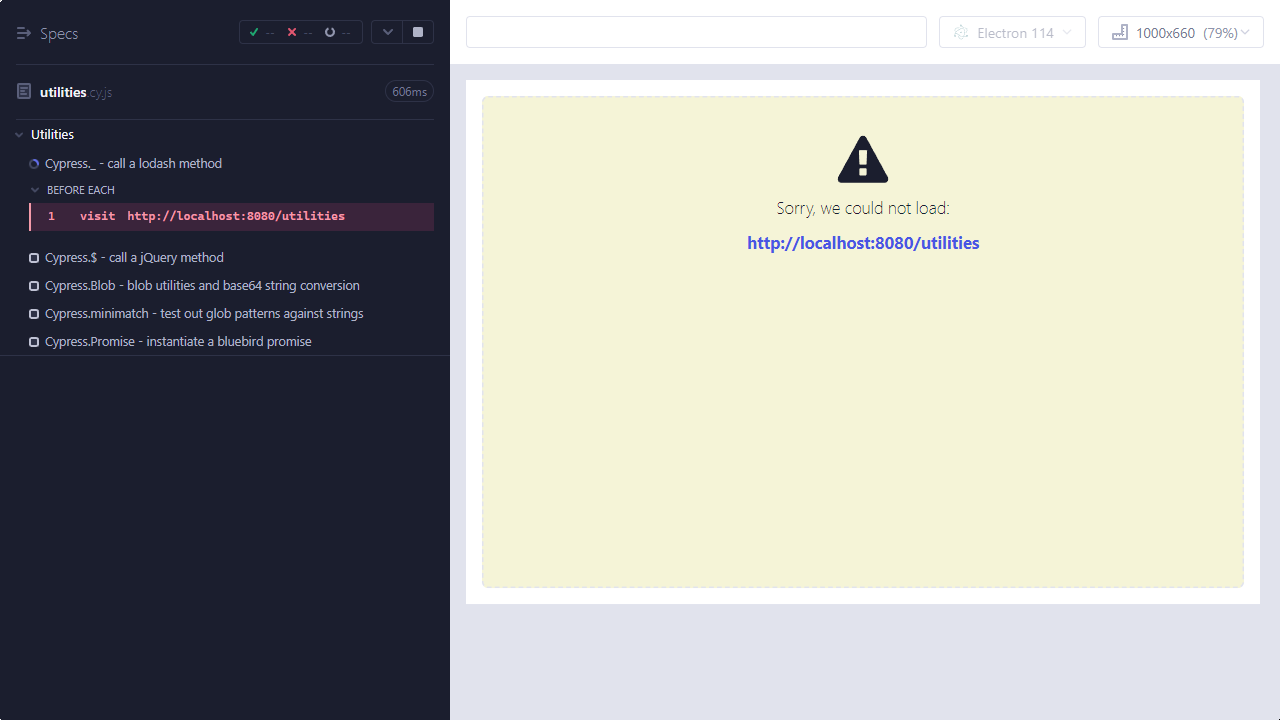 Specs
-- -- --
utilities.cy.js 606ms
Utilities
Cypress._ - call a lodash method
BEFORE EACH
1 visit http://localhost:8080/utilities
Cypress.$ - call a jQuery method
Cypress.Blob - blob utilities and base64 string conversion
Cypress.minimatch - test out glob patterns against strings
Cypress.Promise - instantiate a bluebird promise
Electron 114
1000x660 (79%)
Sorry, we could not load:
http://localhost:8080/utilities